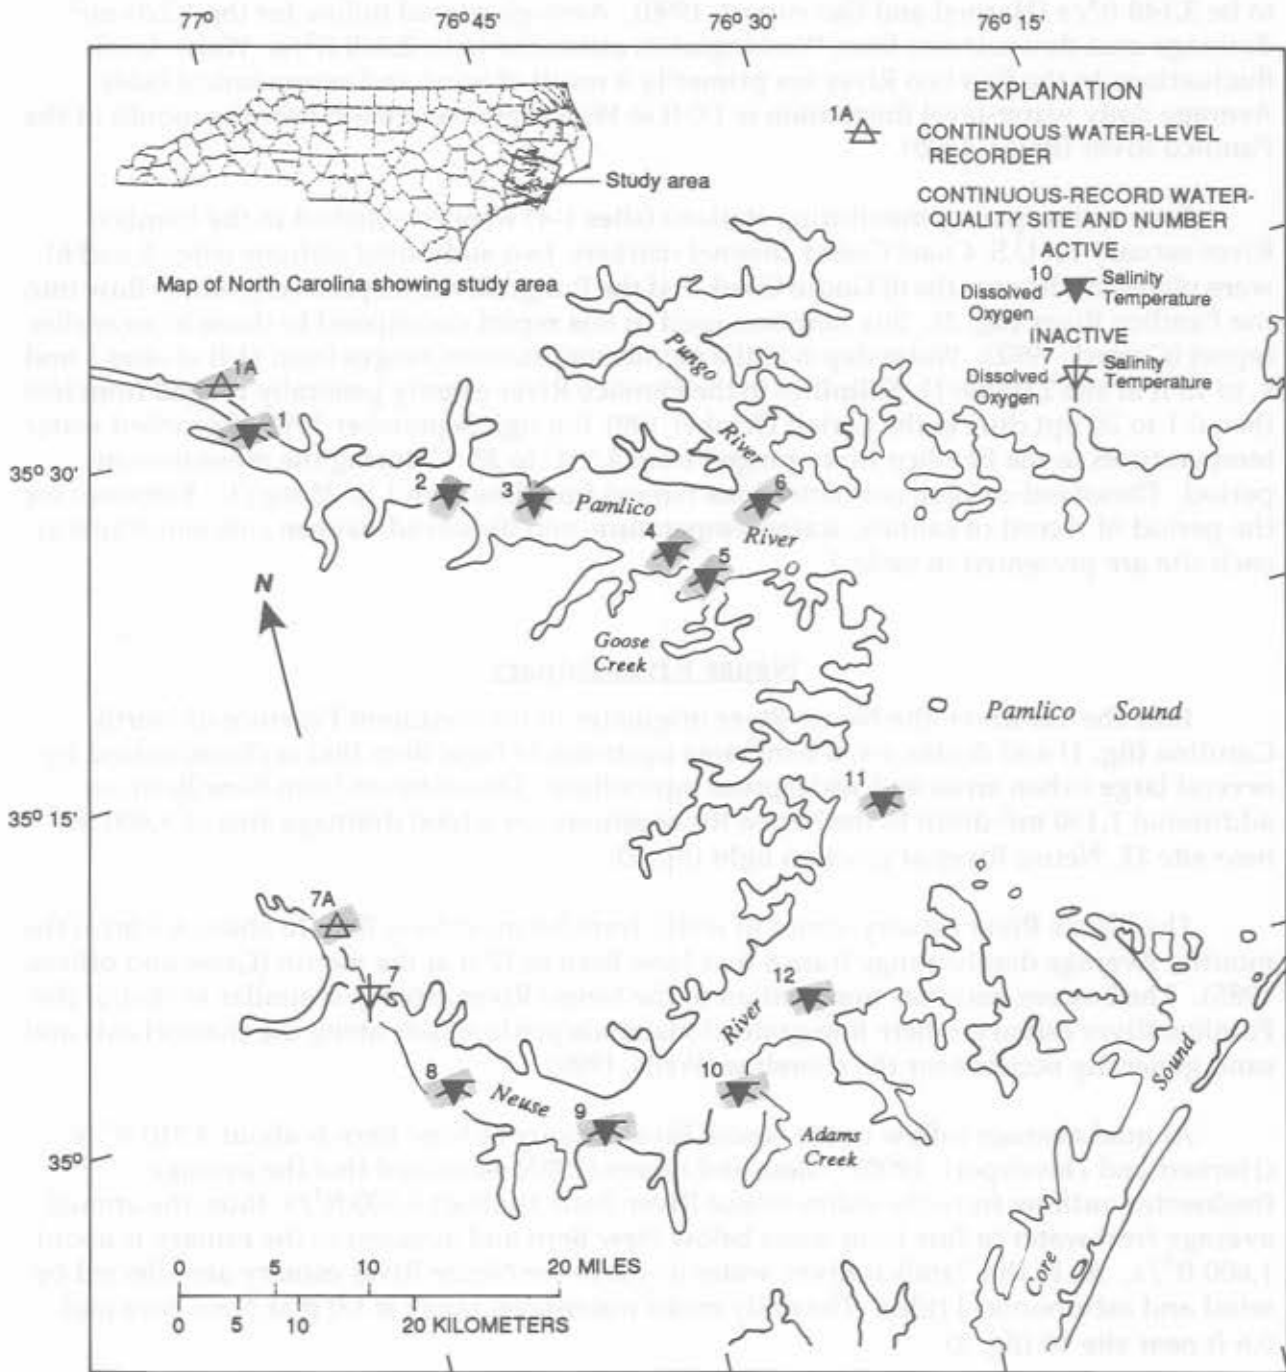 77°
76° 45'
76° 30'
76° 15'
EXPLANATION
1A
CONTINUOUS WATER-LEVEL
RECORDER
CONTINUOUS-RECORD WATER-
QUALITY SITE AND NUMBER
ACTIVE
10
Salinity
Dissolved
Temperature
Oxygen
INACTIVE
7
Salinity
Dissolved
Temperature
Oxygen
Study area
Map of North Carolina showing study area
Pungo
River
1A
1
35° 30'
2
3
Pamlico
River
4
5
6
N
Goose
Creek
Pamlico Sound
11
35° 15'
7A
7
12
River
8
Neuse
9
10
Adams
Creek
Sound
Core
35°
0 5 10 20 MILES
0 5 10 20 KILOMETERS